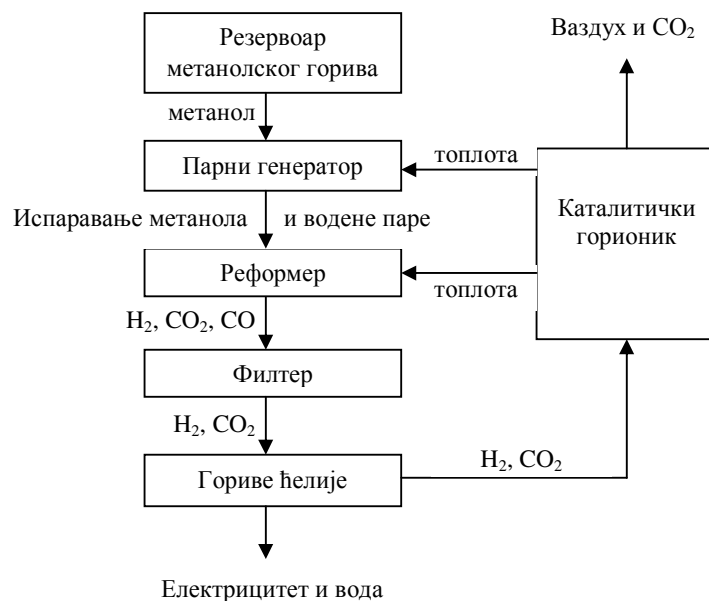 Ваздух и CO₂
Резервоар
метанолског горива
метанол
Парни генератор
топлота
Каталитички
горионик
Испаравање метанола и водене паре
Реформер
топлота
H₂, CO₂, CO
Филтер
H₂, CO₂
Гориве ћелије
H₂, CO₂
Електрицитет и вода